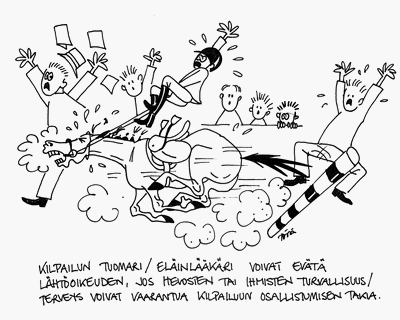 KILPAILUN TUOMARI/ELÄINLÄÄKÄRI VOIVAT EVÄTÄ
LÄHTÖOIKEUDEN, JOS HEVOSTEN TAI IHMISTEN TURVALLISUUS/
TERVEYS VOIVAT VAARANTUA KILPAILUUN OSALLISTUMISEN TAKIA.